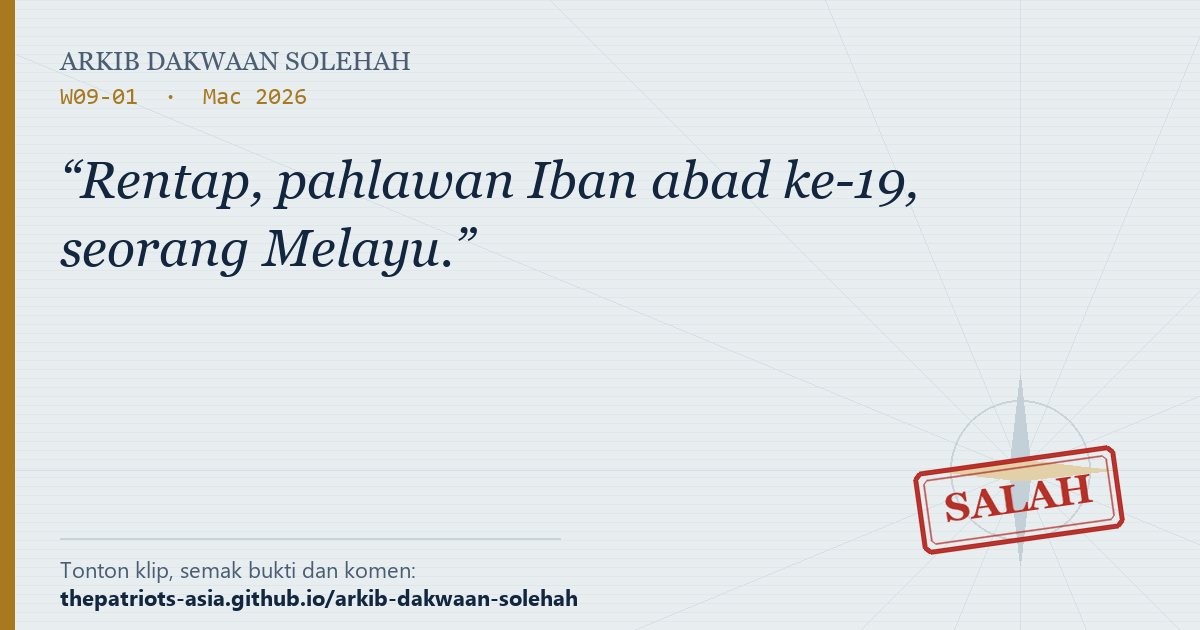 ARKIB DAKWAAN SOLEHAH
W09-01 · Mac 2026
“Rentap, pahlawan Iban abad ke-19,
seorang Melayu.”
SALAH
Tonton klip, semak bukti dan komen:
thepatriots-asia.github.io/arkib-dakwaan-solehah